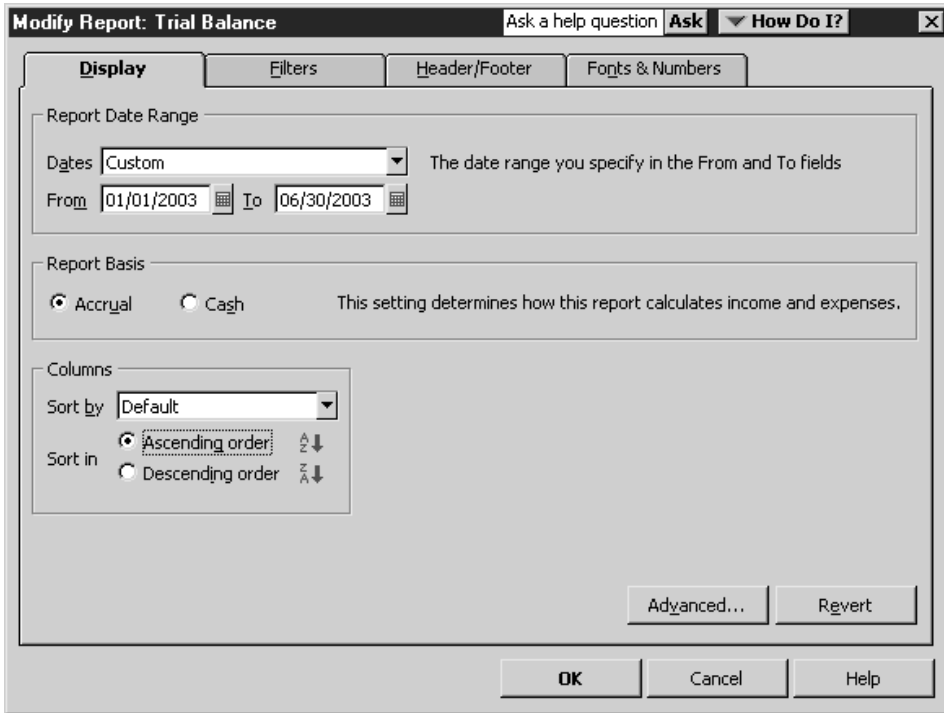 Modify Report: Trial Balance Ask a help question Ask How Do I?
Display Filters Header/Footer Fonts & Numbers
Report Date Range
Dates Custom The date range you specify in the From and To fields
From 01/01/2003 To 06/30/2003
Report Basis
Accrual Cash This setting determines how this report calculates income and expenses.
Columns
Sort by Default
Ascending order A Z
Sort in
Descending order Z A
Advanced... Revert
OK Cancel Help